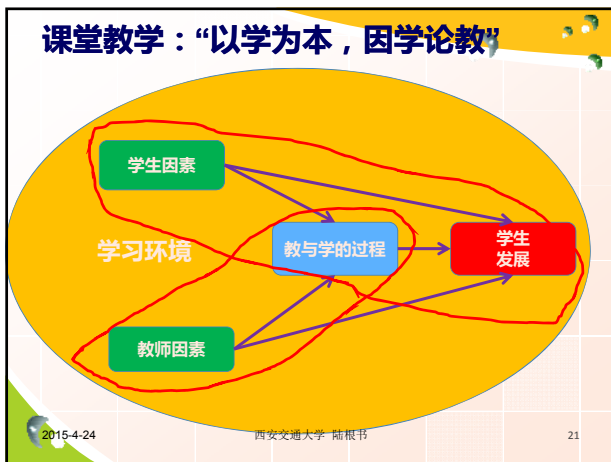 课堂教学：“以学为本，因学论教”
学生因素
学习环境
教与学的过程
学生
发展
教师因素
2015-4-24
西安交通大学 陆根书
21